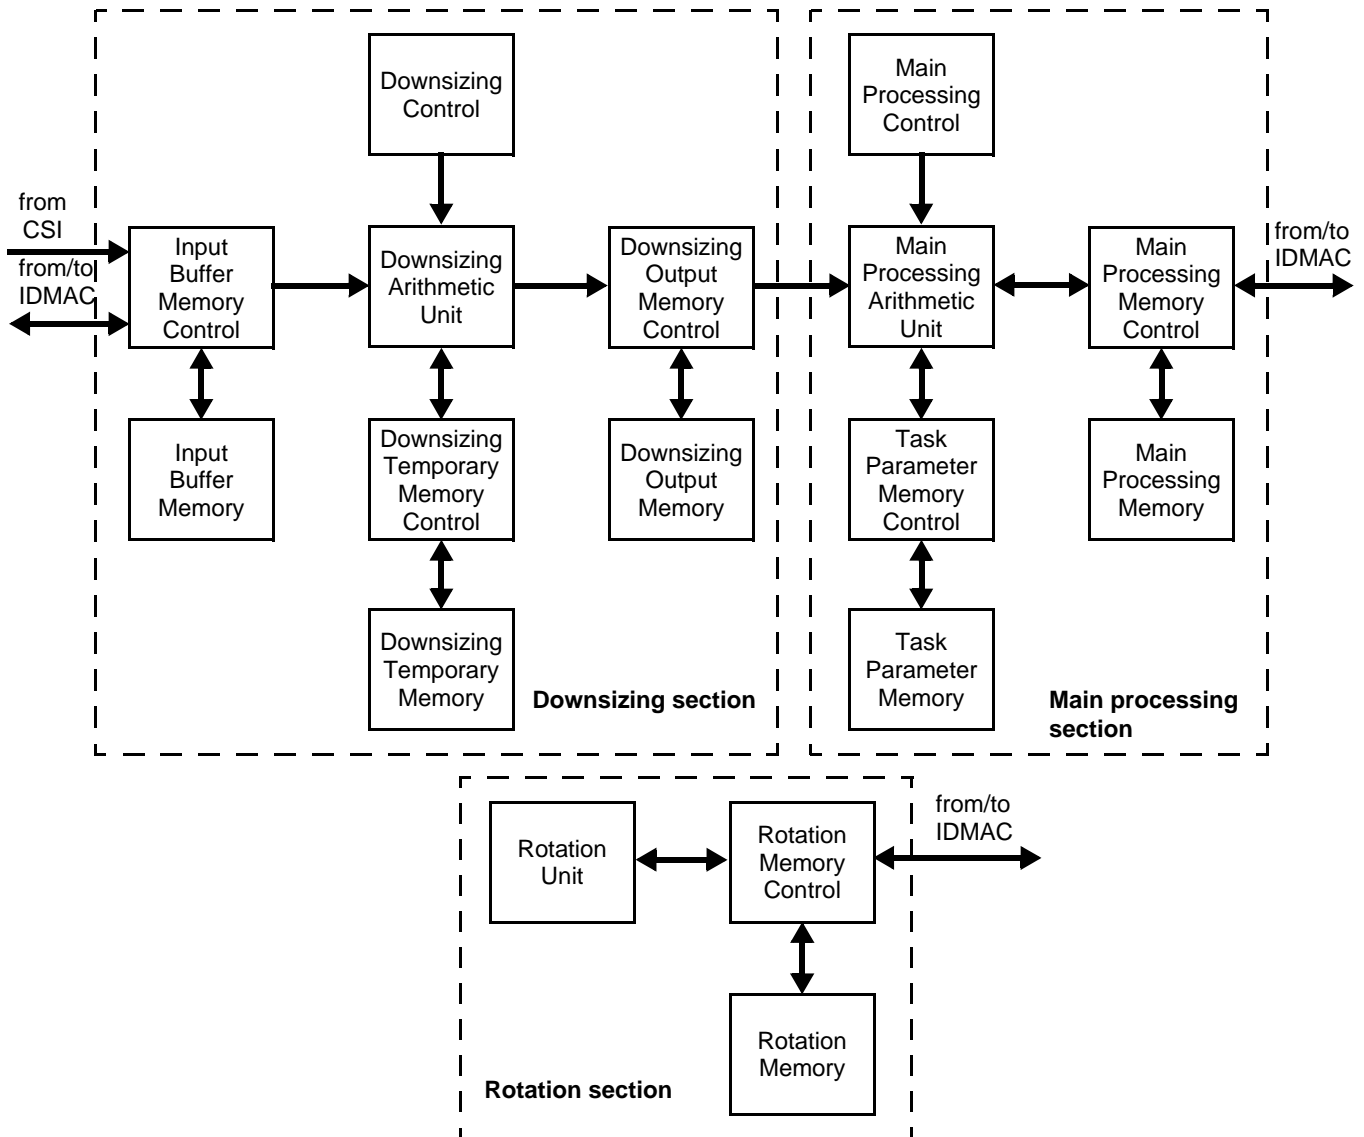 Downsizing
Control
Main
Processing
Control
from
CSI
from/to
IDMAC
Input
Buffer
Memory
Control
Downsizing
Arithmetic
Unit
Downsizing
Output
Memory
Control
Main
Processing
Arithmetic
Unit
Main
Processing
Memory
Control
from/to
IDMAC
Input
Buffer
Memory
Downsizing
Temporary
Memory
Control
Downsizing
Output
Memory
Task
Parameter
Memory
Control
Main
Processing
Memory
Downsizing
Temporary
Memory
Downsizing section
Task
Parameter
Memory
Main processing
section
Rotation
Unit
Rotation
Memory
Control
from/to
IDMAC
Rotation
Memory
Rotation section